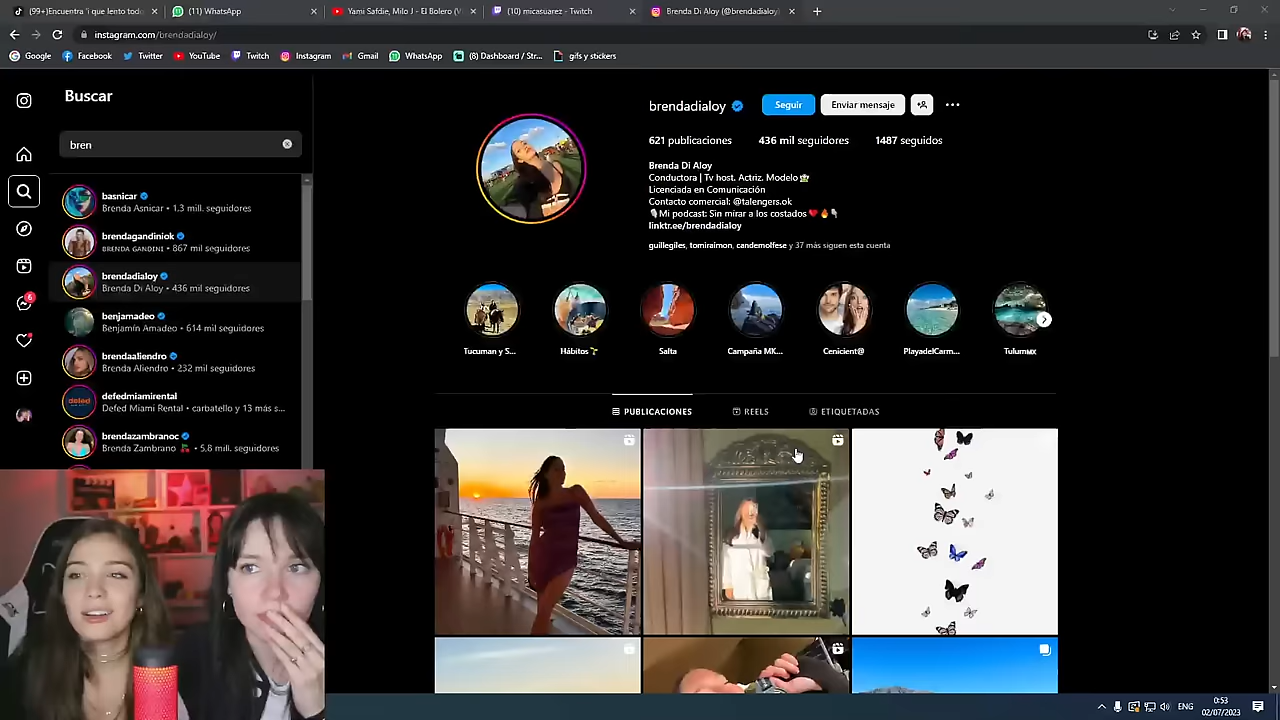 (99+)Encuentra "i que lento todo
(11) WhatsApp
Yami Safdie, Milo J - El Bolero (V
(10) micasuarez - Twitch
Brenda Di Aloy (@brendadialoy)
instagram.com/brendadialoy/
Google
Facebook
Twitter
YouTube
Twitch
Instagram
Gmail
WhatsApp
(8) Dashboard / Str...
gifs y stickers
Buscar
bren
basnicar
Brenda Asnicar • 1,3 mill. seguidores
brendagandiniok
BRENDA GANDINI • 867 mil seguidores
brendadialoy
Brenda Di Aloy • 436 mil seguidores
benjamadeo
Benjamín Amadeo • 614 mil seguidores
brendaaliendro
Brenda Aliendro • 232 mil seguidores
defedmiamirental
Defed Miami Rental • carbatello y 13 más s...
brendazambranoc
Brenda Zambrano 🍒 • 5,8 mill. seguidores
6
defed
brendadialoy
Seguir
Enviar mensaje
621 publicaciones
436 mil seguidores
1487 seguidos
Brenda Di Aloy
Conductora | Tv host. Actriz. Modelo
Licenciada en Comunicación
Contacto comercial: @talengers.ok
🎙Mi podcast: Sin mirar a los costados ❤️🔥🎙
linktr.ee/brendadialoy
guillegiles, tomiraimon, candemolfese y 37 más siguen esta cuenta
Tucuman y S...
Hábitos🌱
Salta
Campaña MK...
Cenicient@
PlayadelCarm...
Tulum🇲🇽
PUBLICACIONES
REELS
ETIQUETADAS
ENG
0:53
02/07/2023